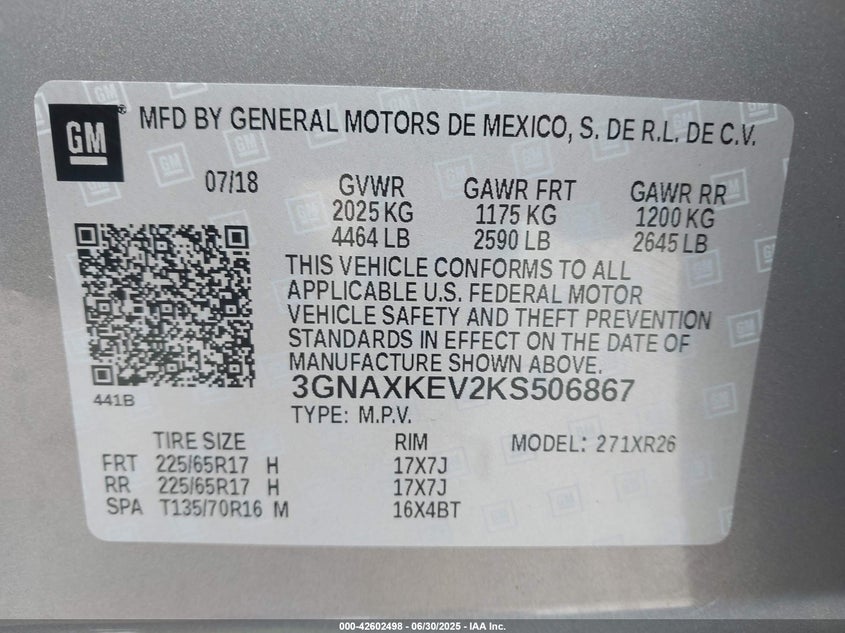 GM® MFD BY GENERAL MOTORS DE MEXICO, S. DE R.L. DE C.V.
07/18 GVWR GAWR FRT GAWR RR
2025 KG 1175 KG 1200 KG
4464 LB 2590 LB 2645 LB
THIS VEHICLE CONFORMS TO ALL
APPLICABLE U.S. FEDERAL MOTOR
VEHICLE SAFETY AND THEFT PREVENTION
STANDARDS IN EFFECT ON THE DATE OF
MANUFACTURE SHOWN ABOVE.
441B
3GNAXKEV2KS506867
TYPE: M.P.V.
TIRE SIZE RIM MODEL: 271XR26
FRT 225/65R17 H 17X7J
RR 225/65R17 H 17X7J
SPA T135/70R16 M 16X4BT
000-42602498 - 06/30/2025 - IAA Inc.